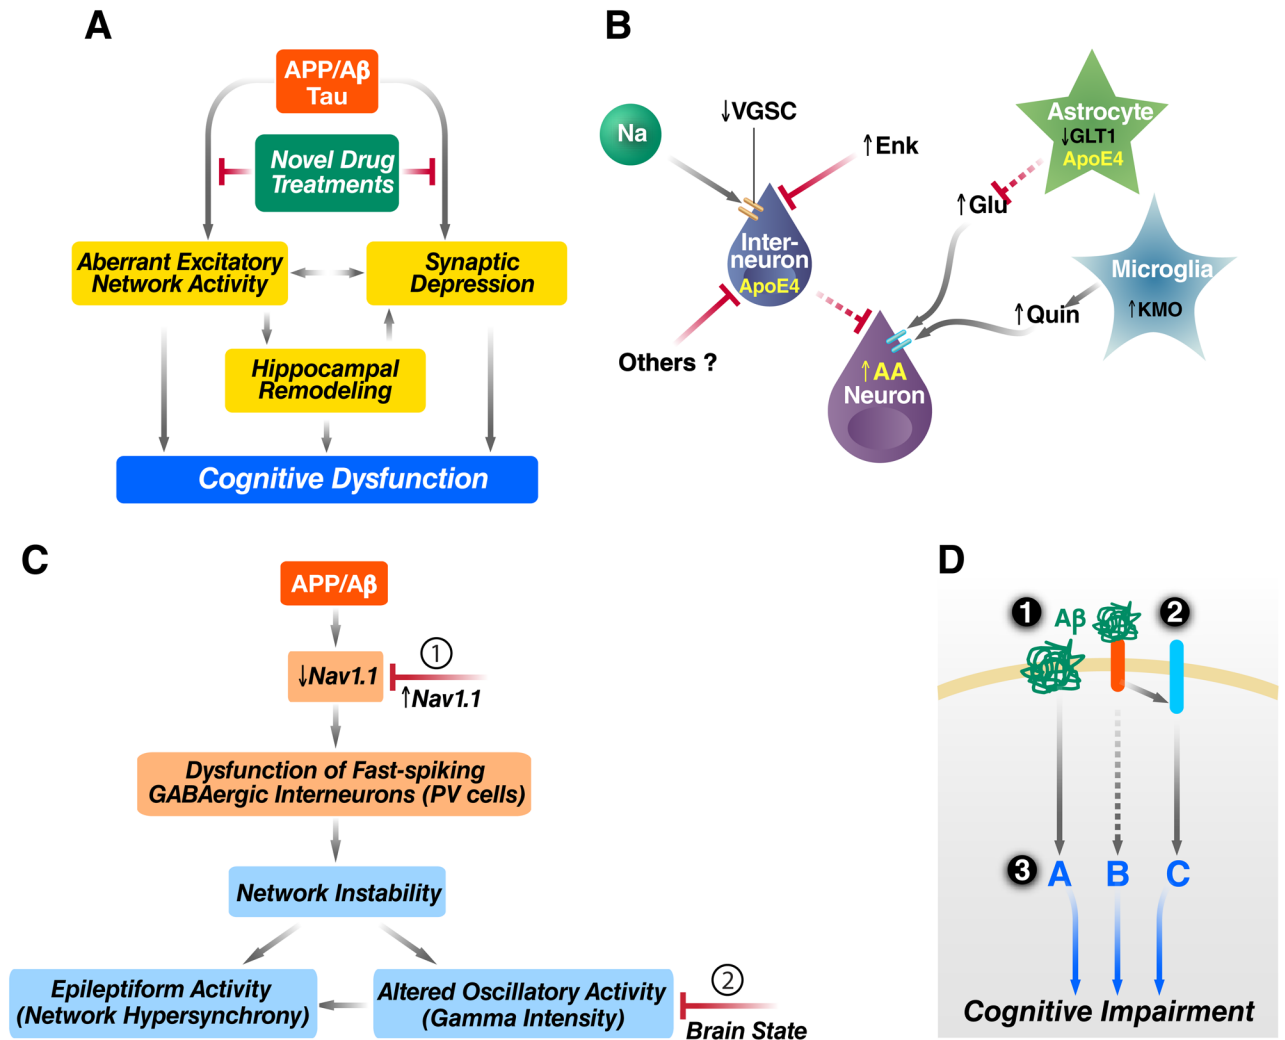 A
APP/Aβ
Tau
Novel Drug
Treatments
Aberrant Excitatory
Network Activity
Synaptic
Depression
Hippocampal
Remodeling
Cognitive Dysfunction
B
Na
↓VGSC
↑Enk
Inter-
neuron
ApoE4
Others ?
Astrocyte
↓GLT1
ApoE4
↑Glu
Microglia
↑KMO
↑Quin
↑AA
Neuron
C
APP/Aβ
↓Nav1.1
①
↑Nav1.1
Dysfunction of Fast-spiking
GABAergic Interneurons (PV cells)
Network Instability
Epileptiform Activity
(Network Hypersynchrony)
Altered Oscillatory Activity
(Gamma Intensity)
②
Brain State
D
❶ Aβ ❷
❸ A B C
Cognitive Impairment